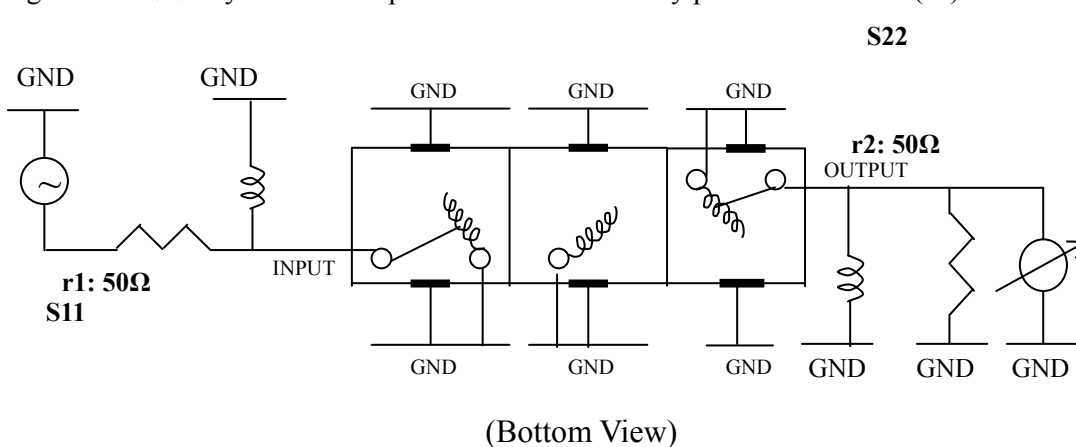 S22
GND
GND
GND
GND
GND
r2: 50Ω
OUTPUT
INPUT
r1: 50Ω
S11
GND
GND
GND
GND
GND
GND
(Bottom View)